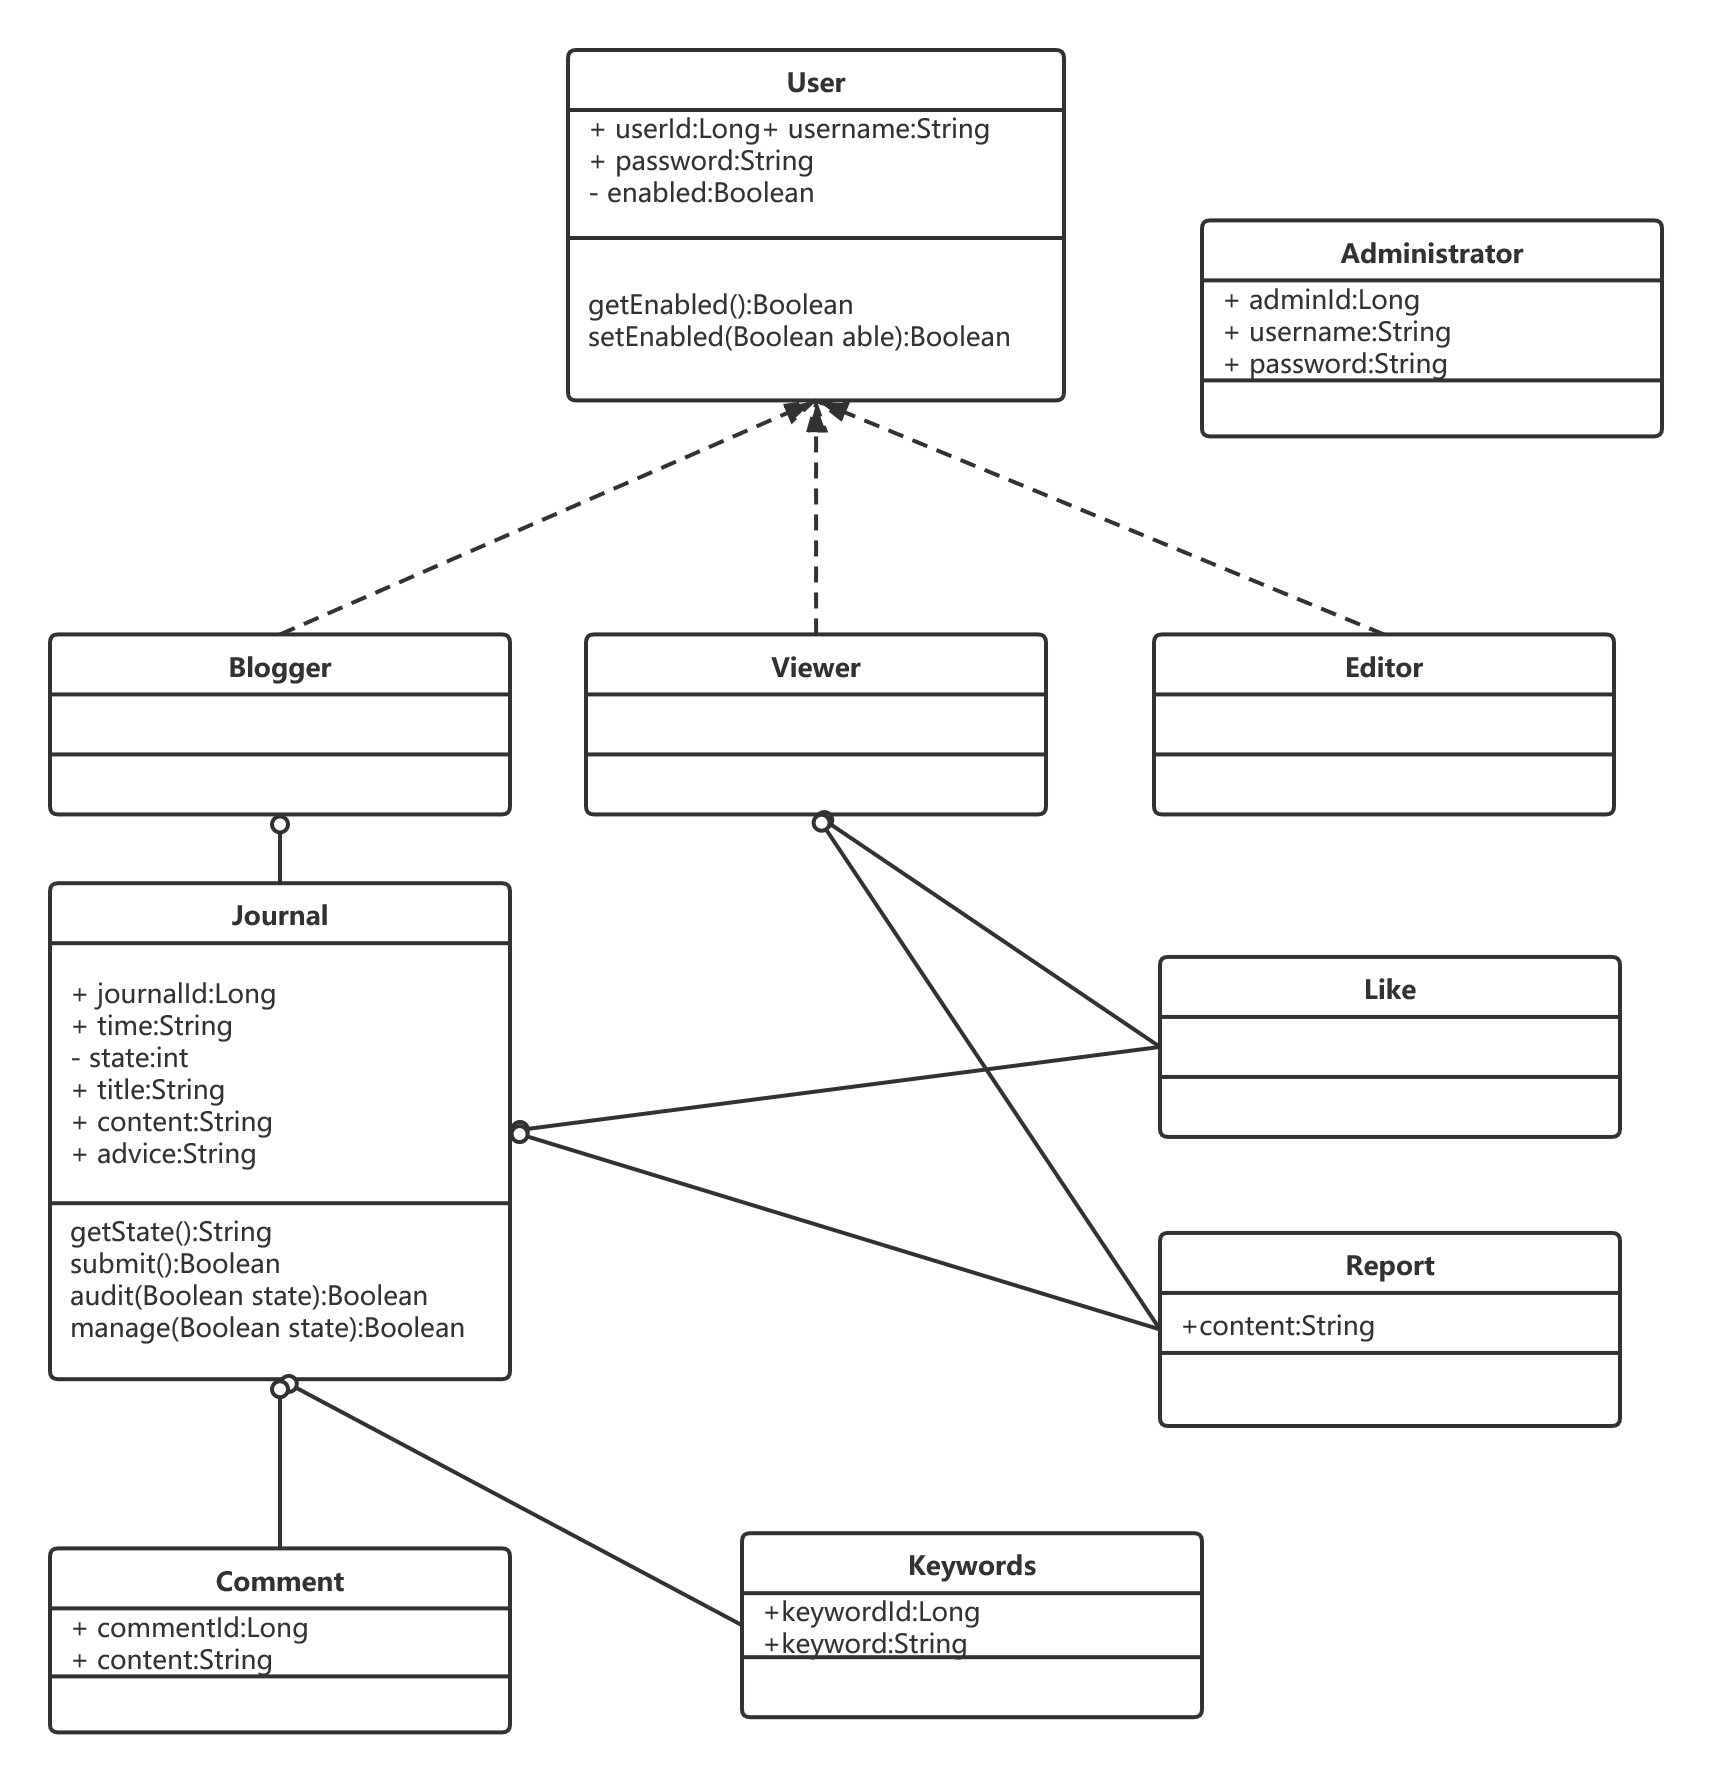 User
+ userId:Long+ username:String
+ password:String
- enabled:Boolean
getEnabled():Boolean
setEnabled(Boolean able):Boolean
Administrator
+ adminId:Long
+ username:String
+ password:String
Blogger
Viewer
Editor
Journal
+ journalId:Long
+ time:String
- state:int
+ title:String
+ content:String
+ advice:String
getState():String
submit():Boolean
audit(Boolean state):Boolean
manage(Boolean state):Boolean
Like
Report
+content:String
Comment
+ commentId:Long
+ content:String
Keywords
+keywordId:Long
+keyword:String